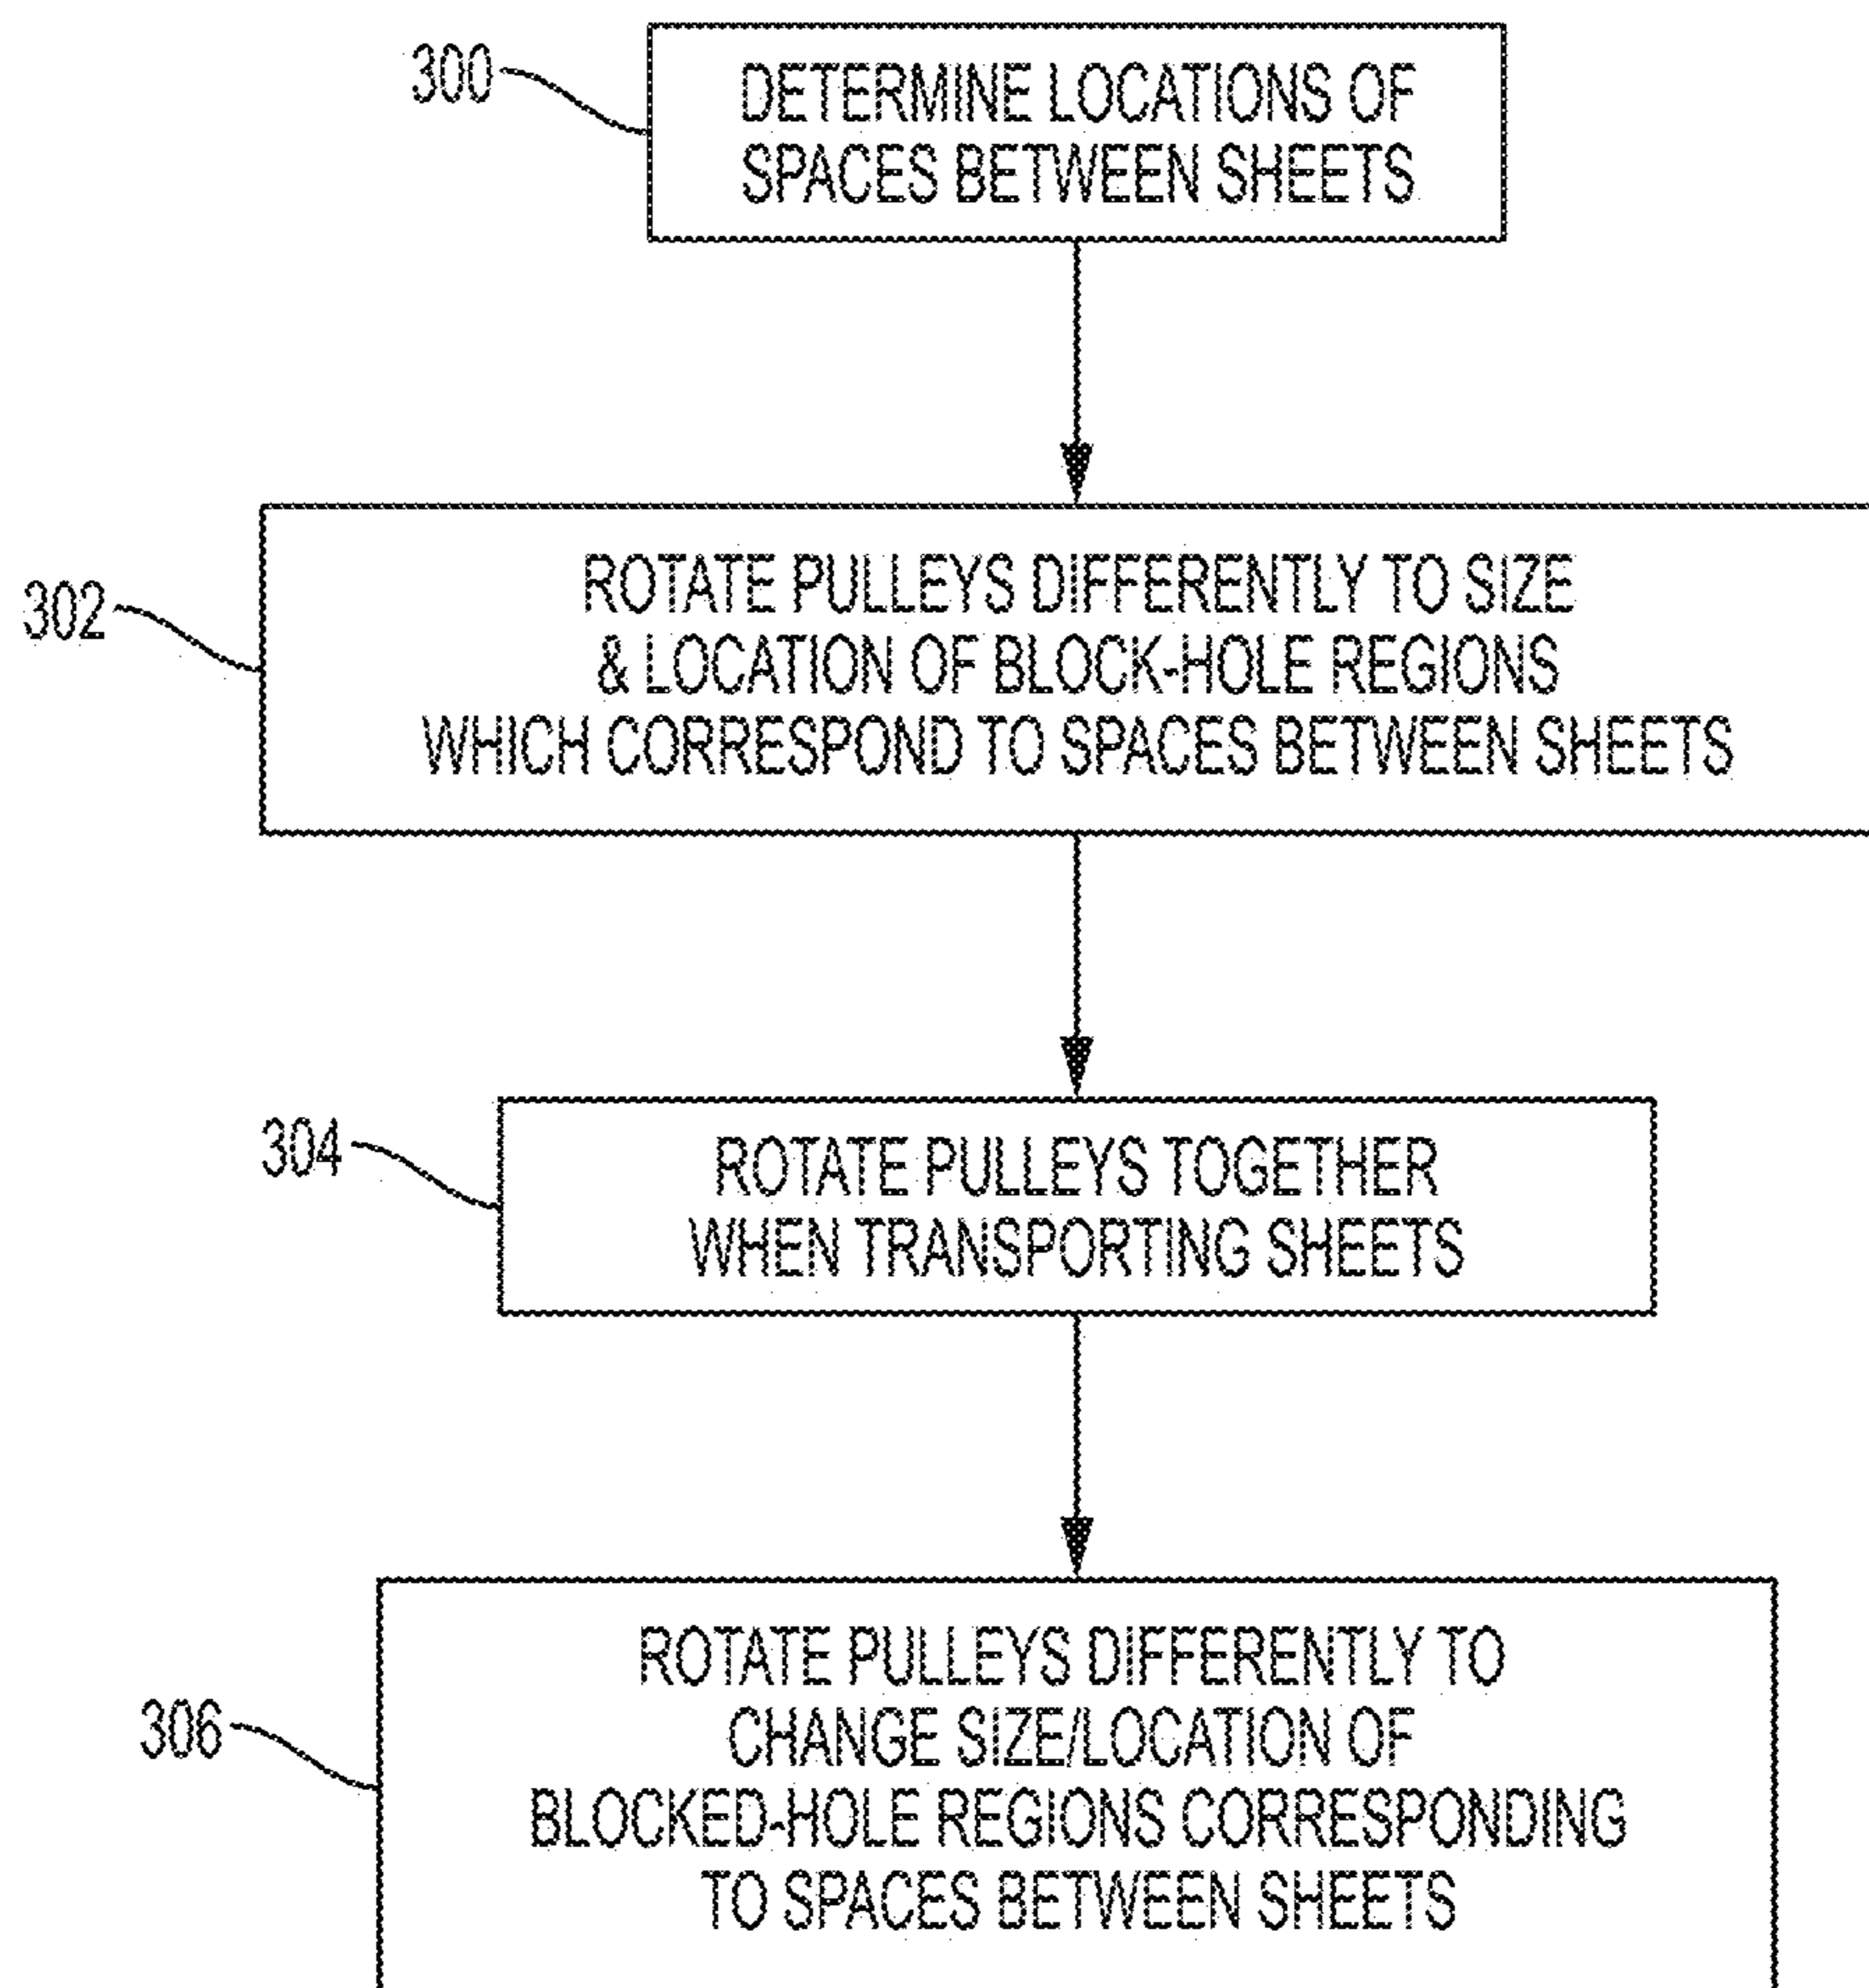 300
DETERMINE LOCATIONS OF
SPACES BETWEEN SHEETS
302
ROTATE PULLEYS DIFFERENTLY TO SIZE
& LOCATION OF BLOCK-HOLE REGIONS
WHICH CORRESPOND TO SPACES BETWEEN SHEETS
304
ROTATE PULLEYS TOGETHER
WHEN TRANSPORTING SHEETS
306
ROTATE PULLEYS DIFFERENTLY TO
CHANGE SIZE/LOCATION OF
BLOCKED-HOLE REGIONS CORRESPONDING
TO SPACES BETWEEN SHEETS